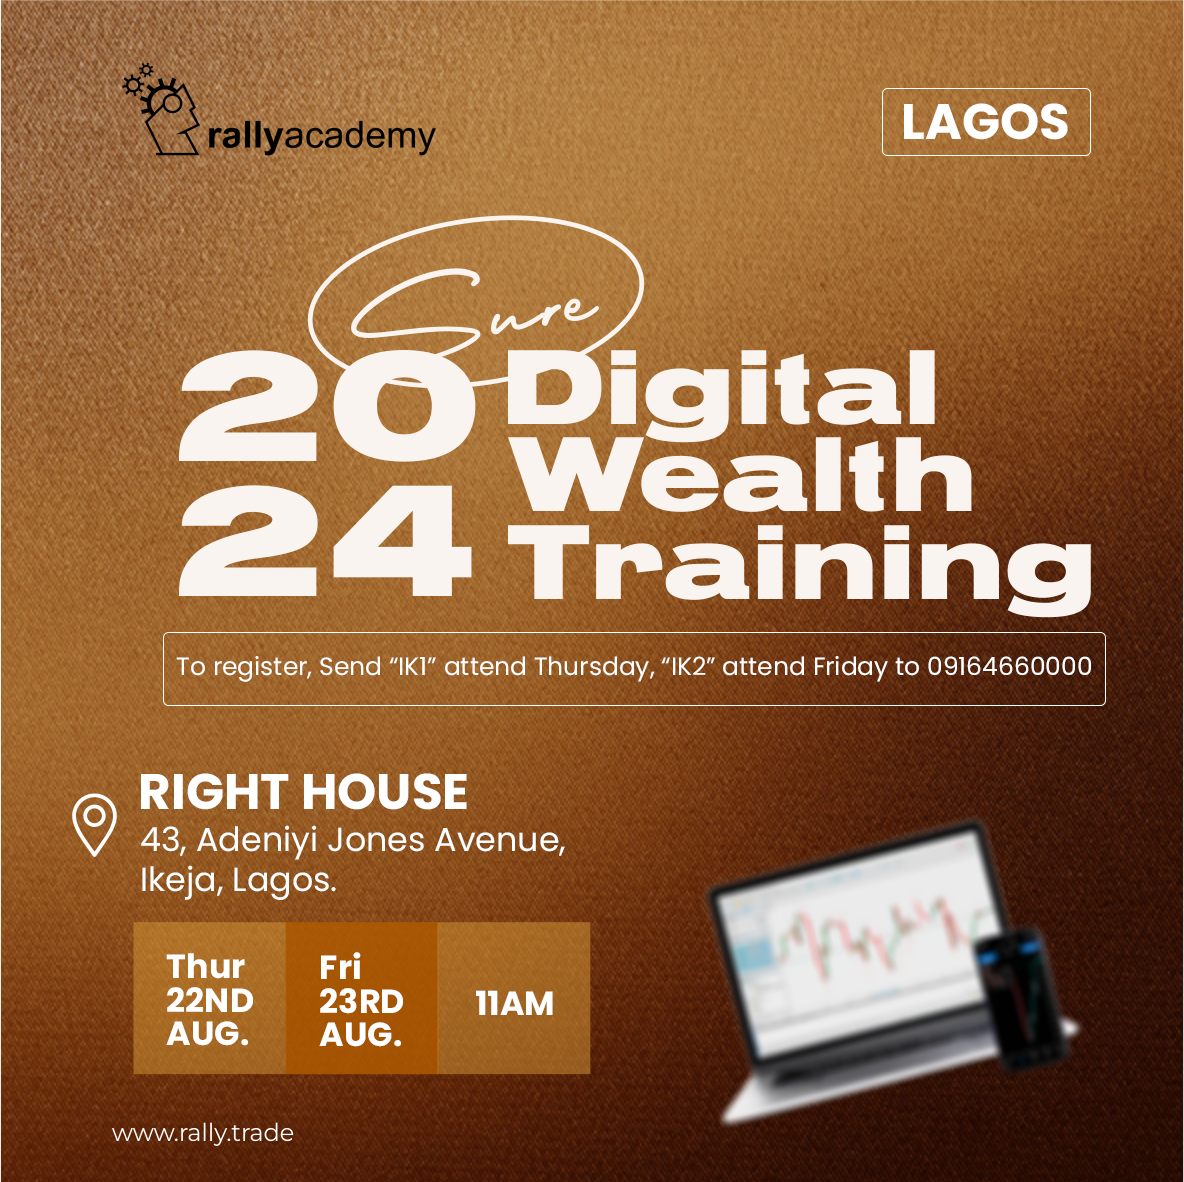 rallyacademy
LAGOS
Sure
20
24
Digital
Wealth
Training
To register, Send “IK1” attend Thursday, “IK2” attend Friday to 09164660000
RIGHT HOUSE
43, Adeniyi Jones Avenue,
Ikeja, Lagos.
Thur
22ND
AUG.
Fri
23RD
AUG.
11AM
www.rally.trade